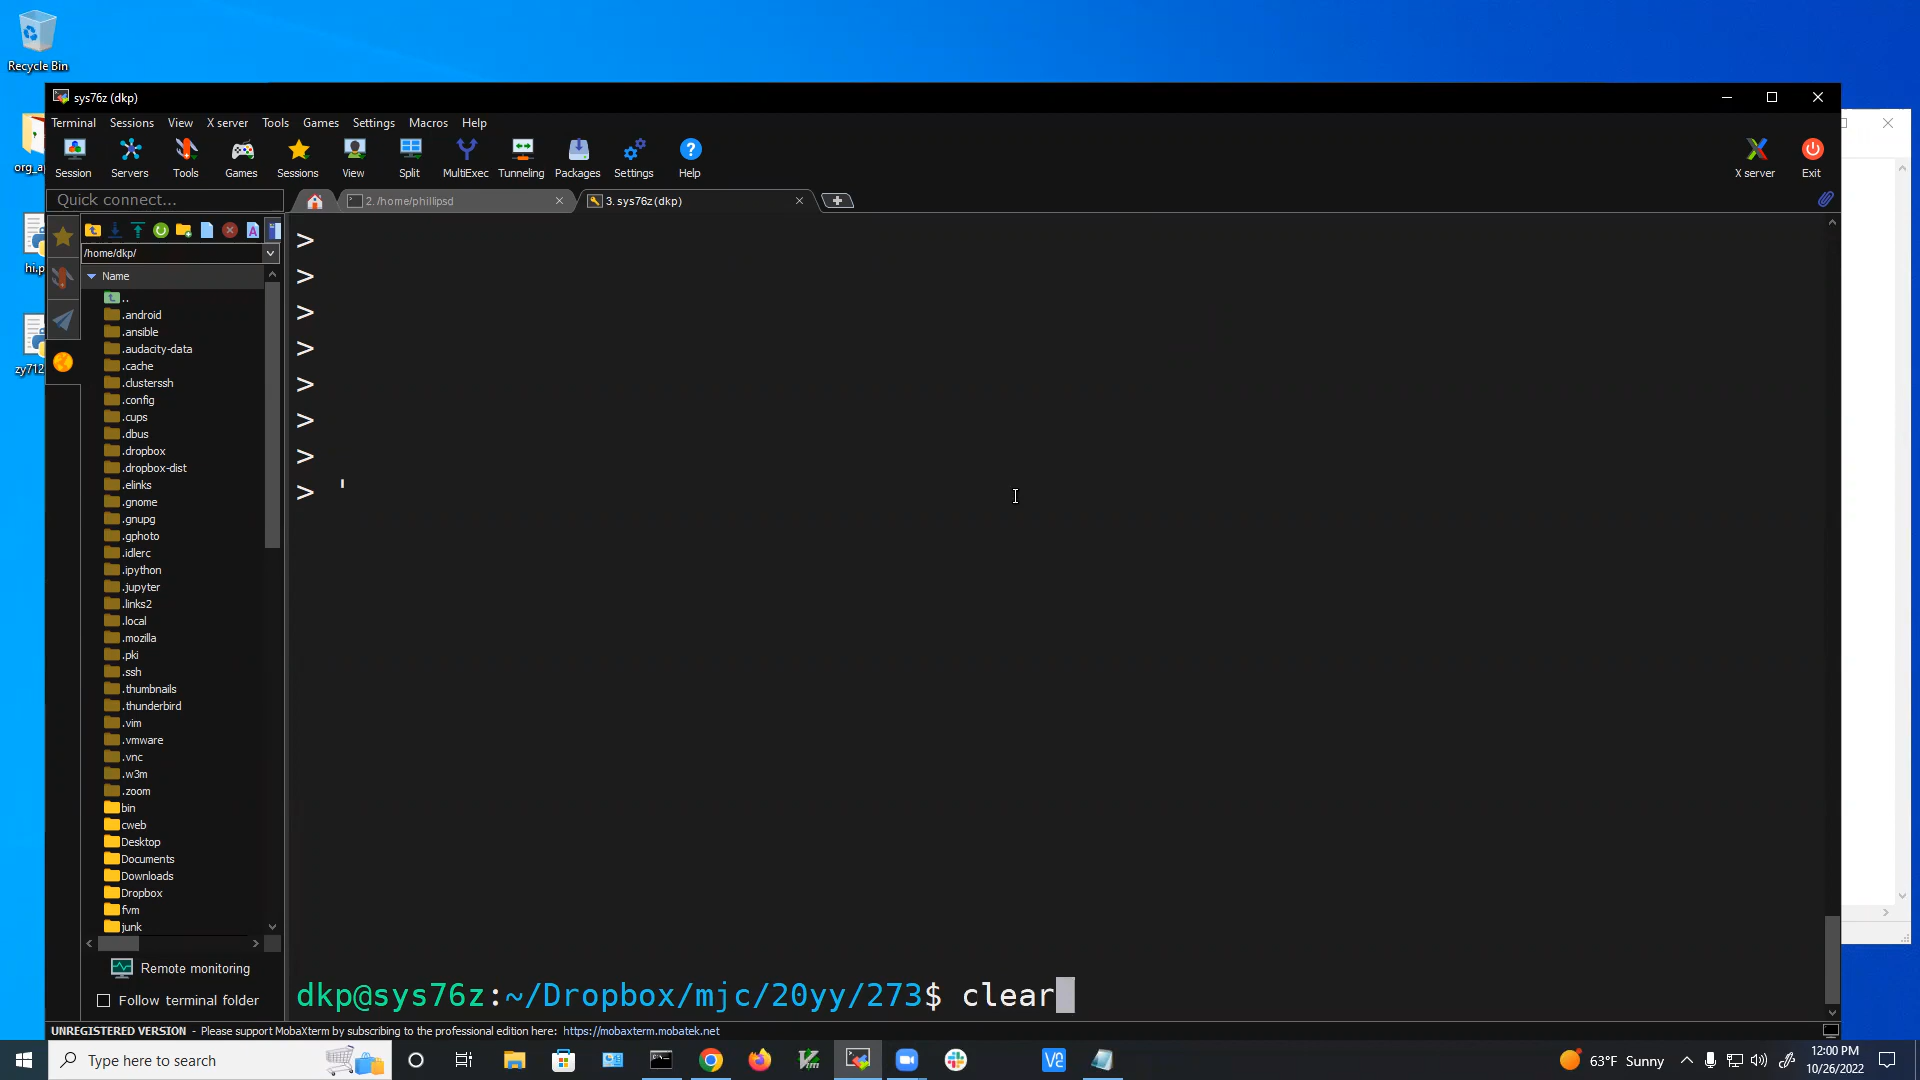 Recycle Bin
sys76z (dkp)
Terminal Sessions View X server Tools Games Settings Macros Help
Session Servers Tools Games Sessions View Split MultiExec Tunneling Packages Settings Help X server Exit
Quick connect...
2. /home/phillipsd
3. sys76z (dkp)
/home/dkp/
Name
..
.android
.ansible
.audacity-data
.cache
.clusterssh
.config
.cups
.dbus
.dropbox
.dropbox-dist
.elinks
.gnome
.gnupg
.gphoto
.idlerc
.ipython
.jupyter
.links2
.local
.mozilla
.pki
.ssh
.thumbnails
.thunderbird
.vim
.vmware
.vnc
.w3m
.zoom
bin
cweb
Desktop
Documents
Downloads
Dropbox
fvm
junk
Remote monitoring
Follow terminal folder
>
>
>
>
>
>
>
> '
dkp@sys76z:~/Dropbox/mjc/20yy/273$ clear
UNREGISTERED VERSION - Please support MobaXterm by subscribing to the professional edition here: https://mobaxterm.mobatek.net
Type here to search
63°F Sunny
12:00 PM
10/26/2022